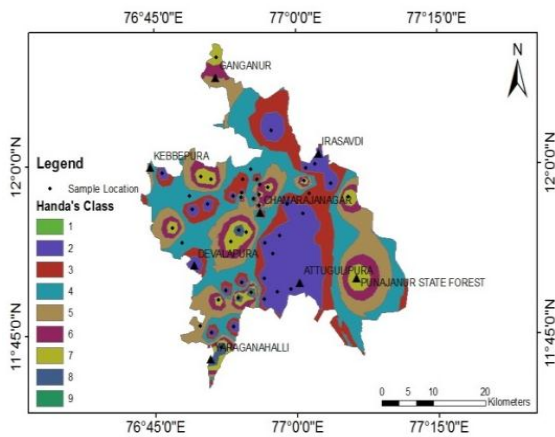 76°45'0"E 77°0'0"E 77°15'0"E
N
GANGANUR
IRASAVDI
KEBBEPURA
12°0'0"N
12°0'0"N
Legend
Sample Location
Handa's Class
CHAMARAJANAGAR
1
2
3
DEVALAPURA
ATTUGULIPURA
PUNAJANUR STATE FOREST
4
5
6
7
8
9
11°45'0"N
11°45'0"N
ARAGANAHALLI
0 5 10 20
Kilometers
76°45'0"E 77°0'0"E 77°15'0"E